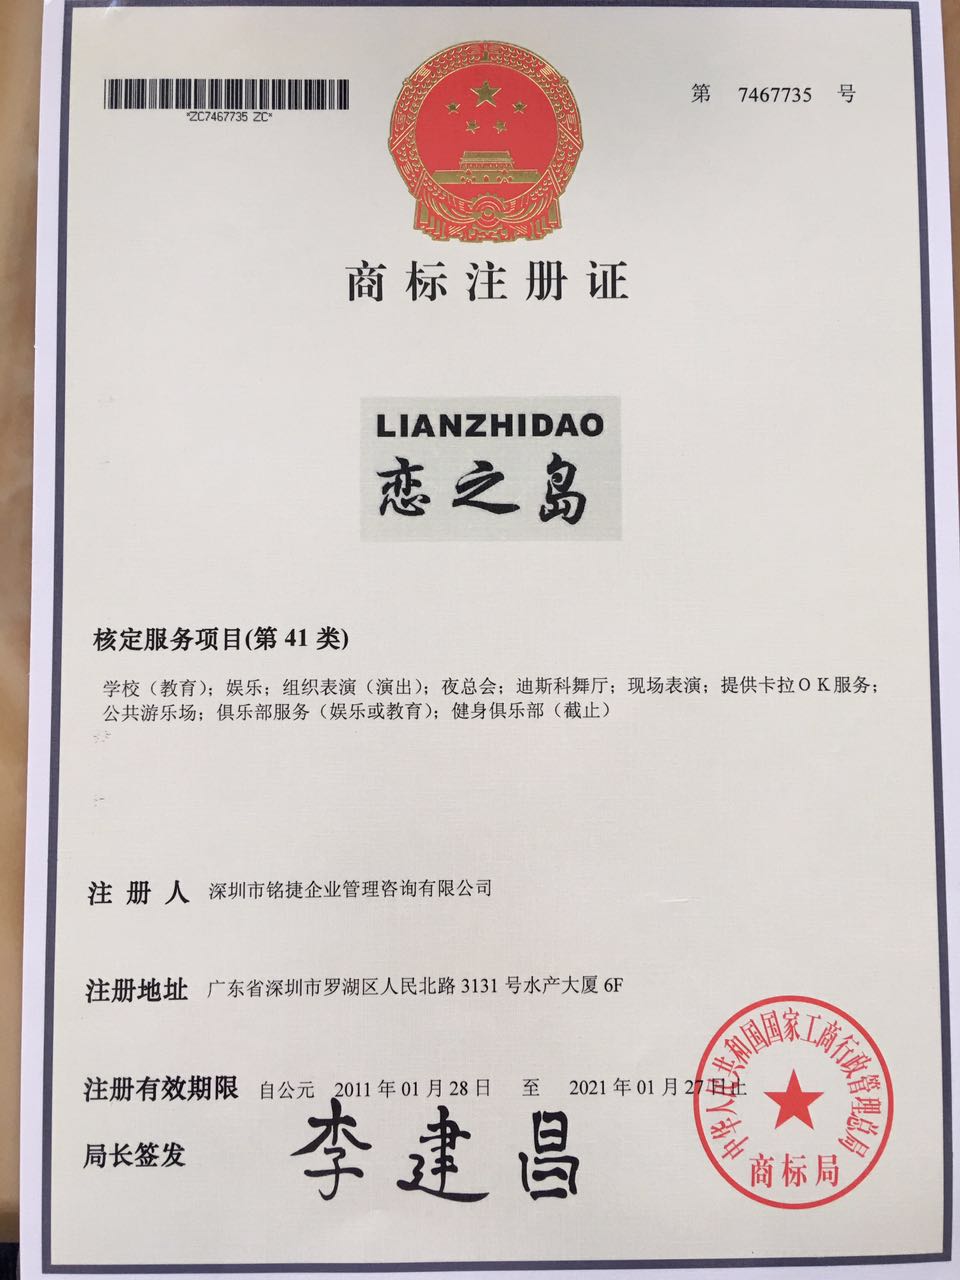 *ZC7467735 ZC*
第 7467735 号
商标注册证
LIANZHIDAO
恋之岛
核定服务项目(第 41 类)
学校（教育）；娱乐；组织表演（演出）；夜总会；迪斯科舞厅；现场表演；提供卡拉ＯＫ服务；
公共游乐场；俱乐部服务（娱乐或教育）；健身俱乐部（截止）
注 册 人 深圳市铭捷企业管理咨询有限公司
注册地址 广东省深圳市罗湖区人民北路 3131 号水产大厦 6F
注册有效期限 自公元 2011 年 01 月 28 日 至 2021 年 01 月 27 日止
局长签发 李建昌
中华人民共和国国家工商行政管理总局
商标局